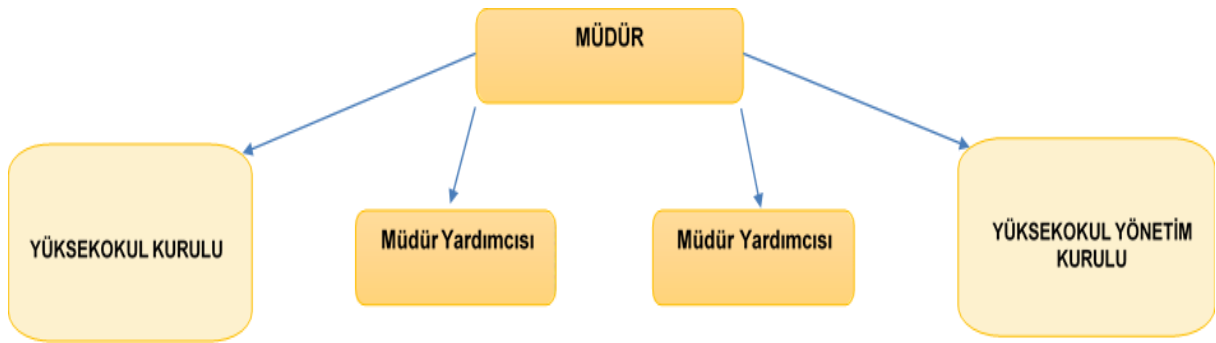 MÜDÜR
YÜKSEKOKUL KURULU
Müdür Yardımcısı
Müdür Yardımcısı
YÜKSEKOKUL YÖNETİM
KURULU